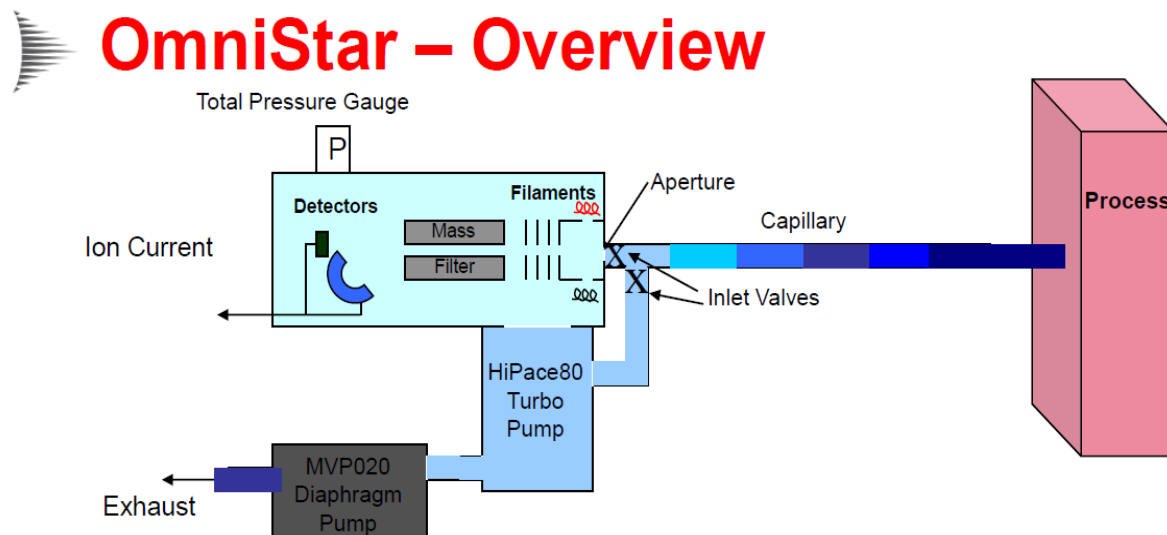 OmniStar – Overview
Total Pressure Gauge
P
Aperture
Filaments
Detectors
Process
Mass
Capillary
Ion Current
Filter
X
X
Inlet Valves
HiPace80
Turbo
Pump
MVP020
Diaphragm
Pump
Exhaust